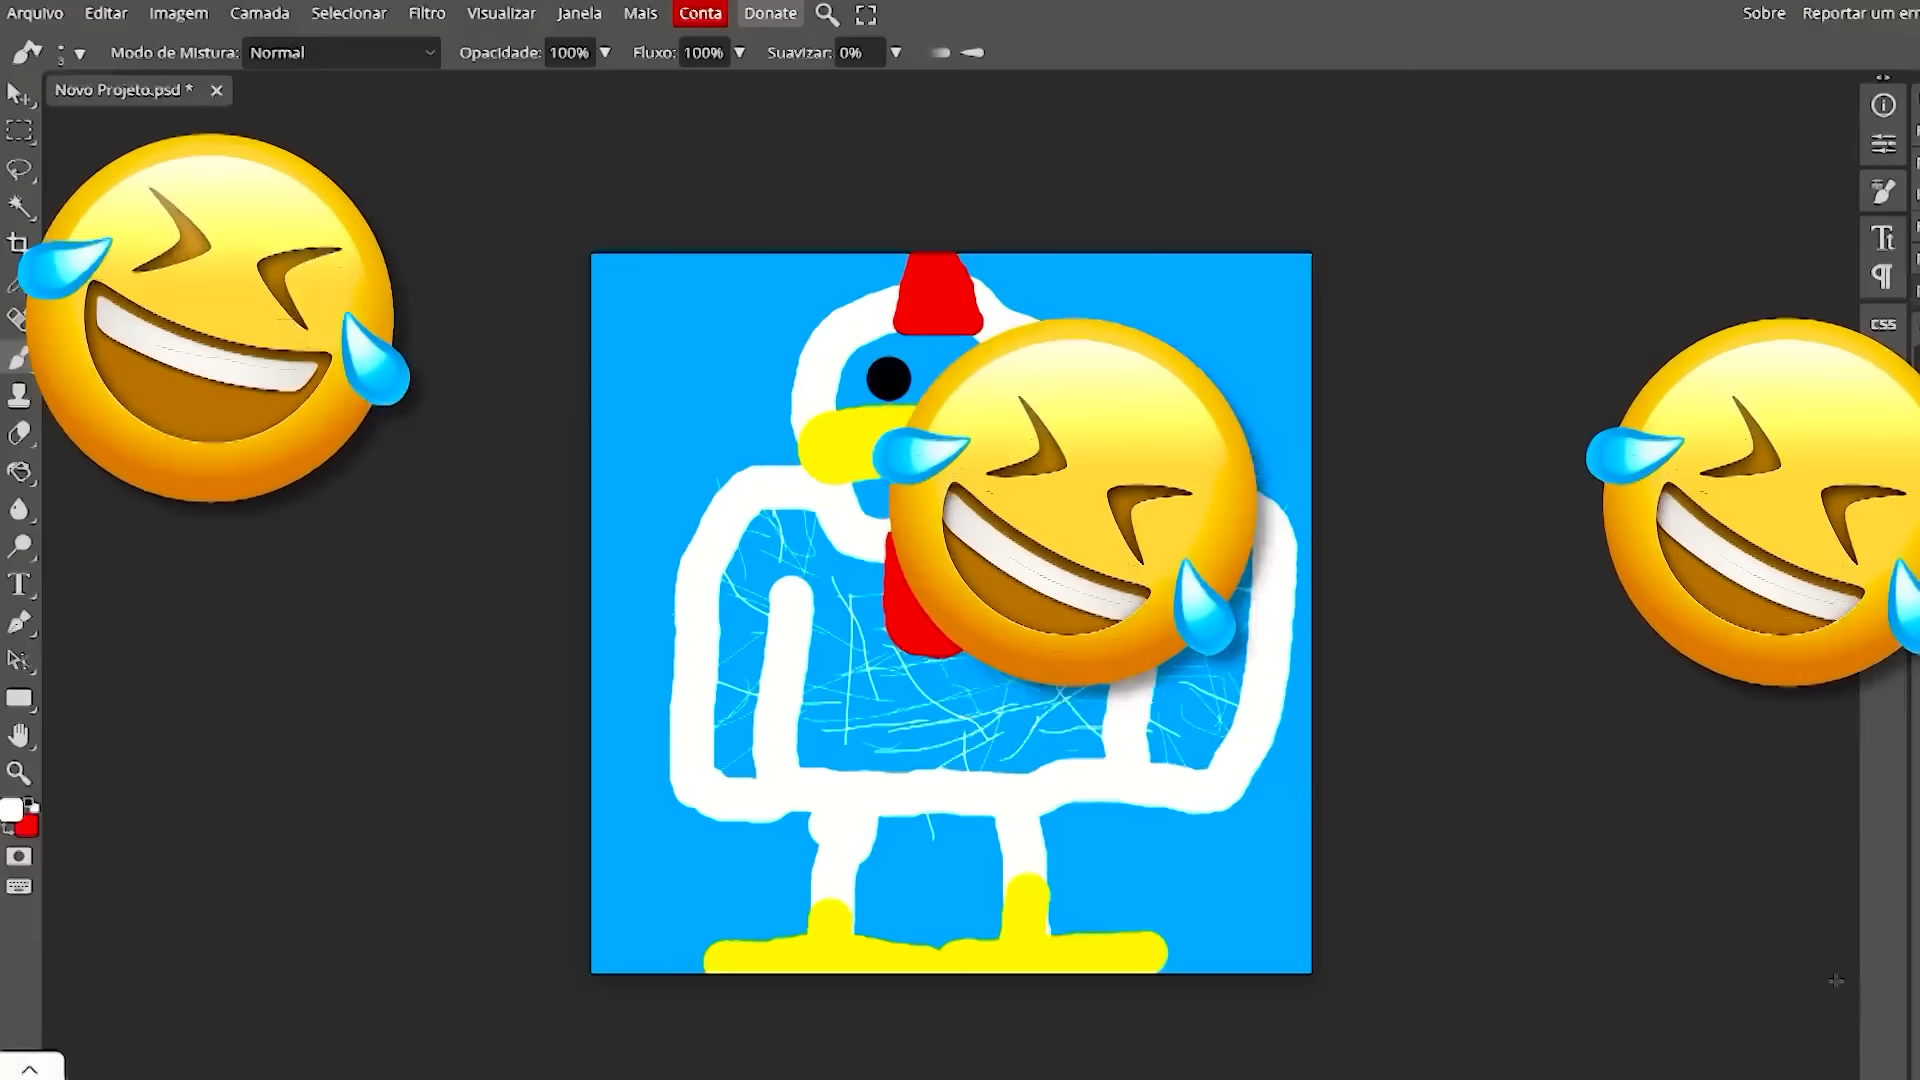 Arquivo Editar Imagem Camada Selecionar Filtro Visualizar Janela Mais Conta Donate Sobre Reportar um
3 Modo de Mistura: Normal Opacidade: 100% Fluxo: 100% Suavizar: 0%
Novo Projeto.psd *
CSS